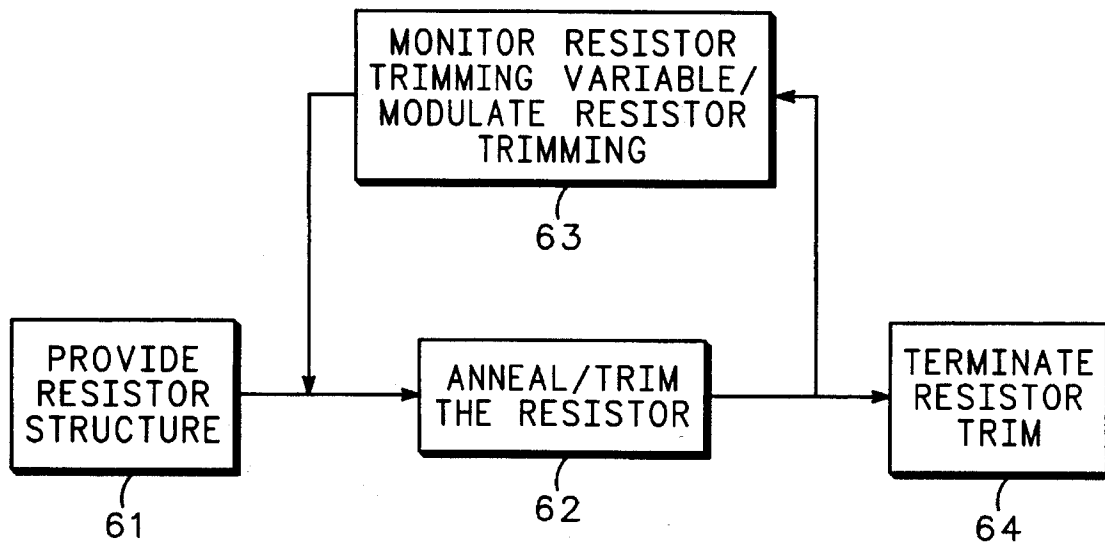 MONITOR RESISTOR
TRIMMING VARIABLE/
MODULATE RESISTOR
TRIMMING
63
PROVIDE
RESISTOR
STRUCTURE
61
ANNEAL/TRIM
THE RESISTOR
62
TERMINATE
RESISTOR
TRIM
64